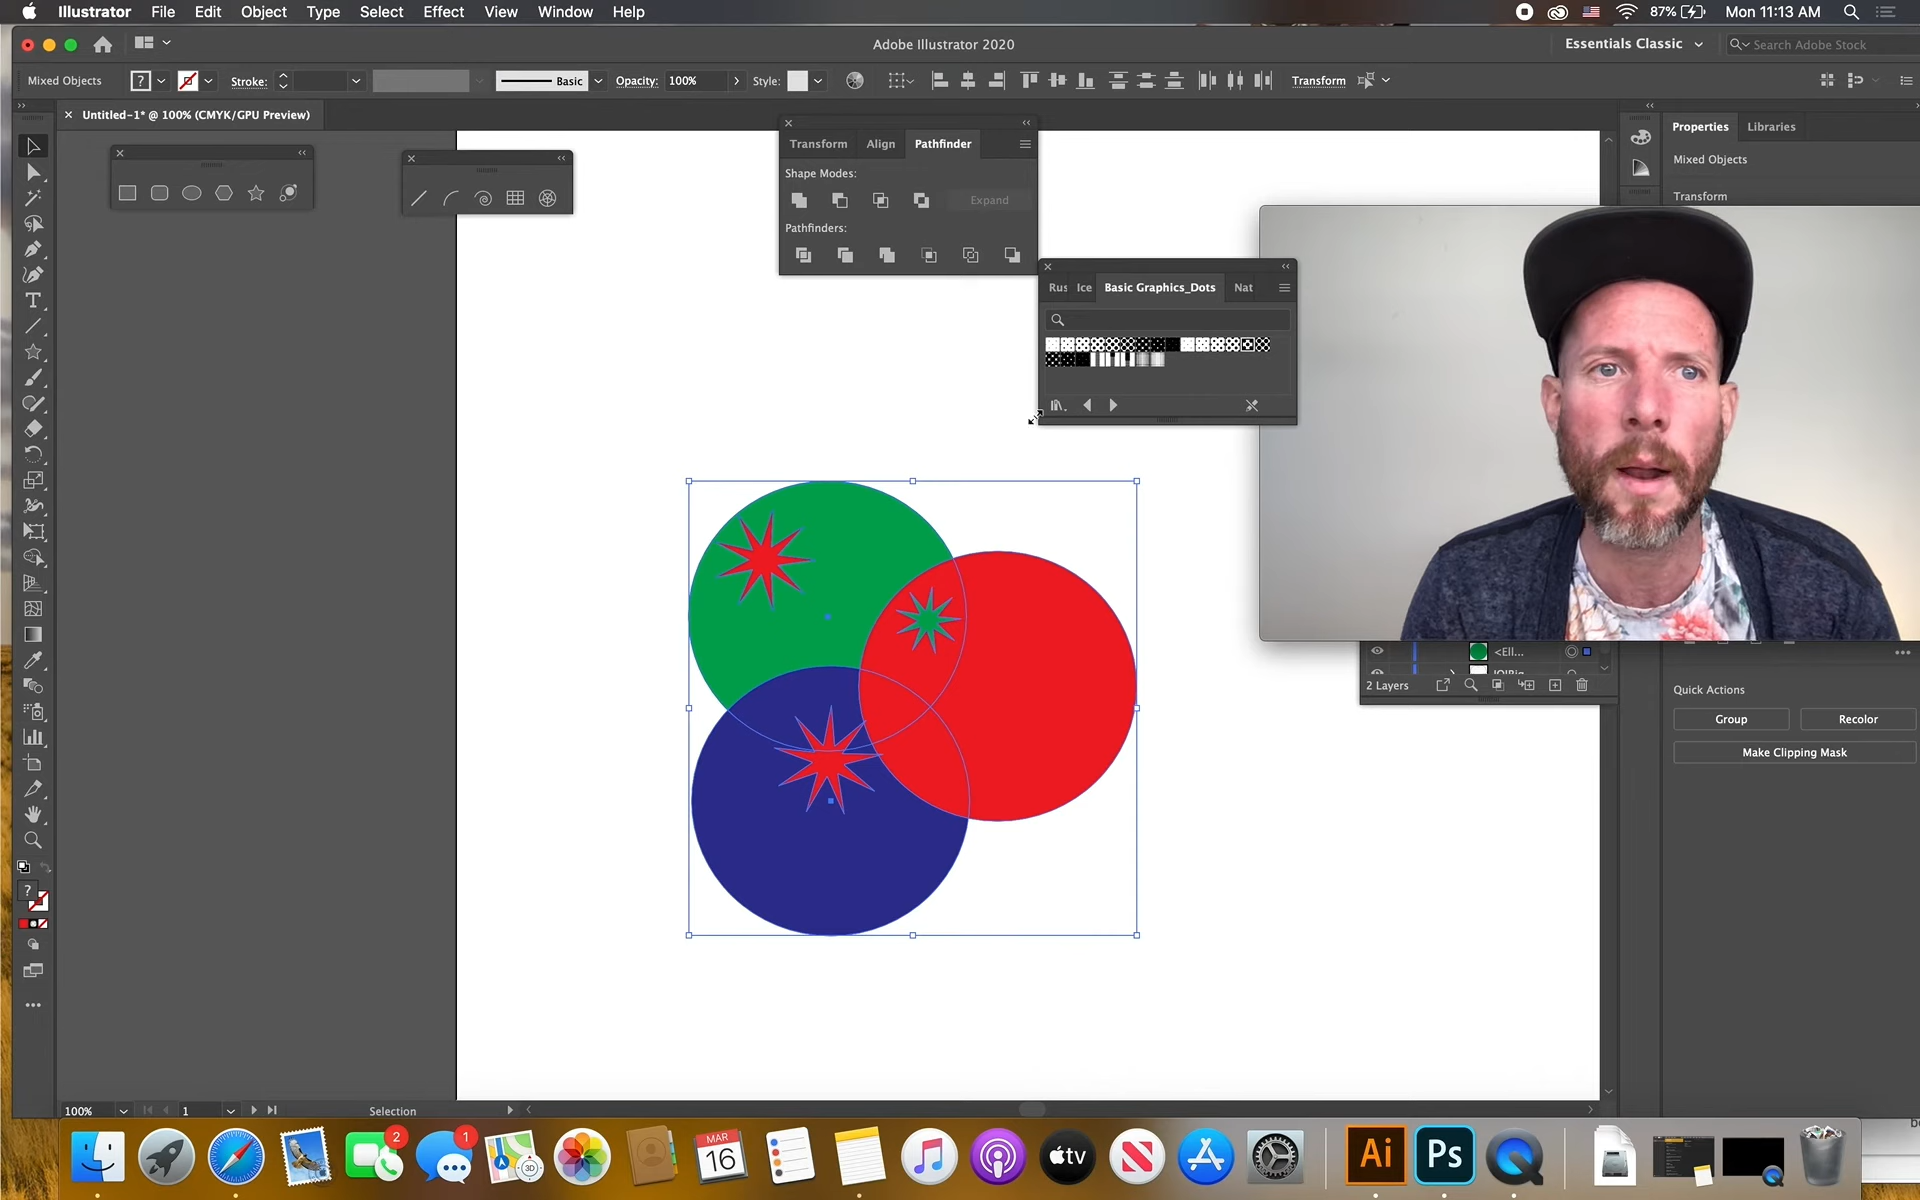 Illustrator File Edit Object Type Select Effect View Window Help
87% Mon 11:13 AM
Adobe Illustrator 2020
Essentials Classic
Search Adobe Stock
Mixed Objects
Stroke:
Basic
Opacity: 100%
Style:
Transform
Untitled-1* @ 100% (CMYK/GPU Preview)
Transform Align Pathfinder
Shape Modes:
Expand
Pathfinders:
Rus Ice Basic Graphics_Dots Nat
Properties Libraries
Mixed Objects
Transform
<Ell...
2 Layers
Quick Actions
Group Recolor
Make Clipping Mask
100% 1 Selection
2
1
3D
MAR
16
tv
Ai
Ps